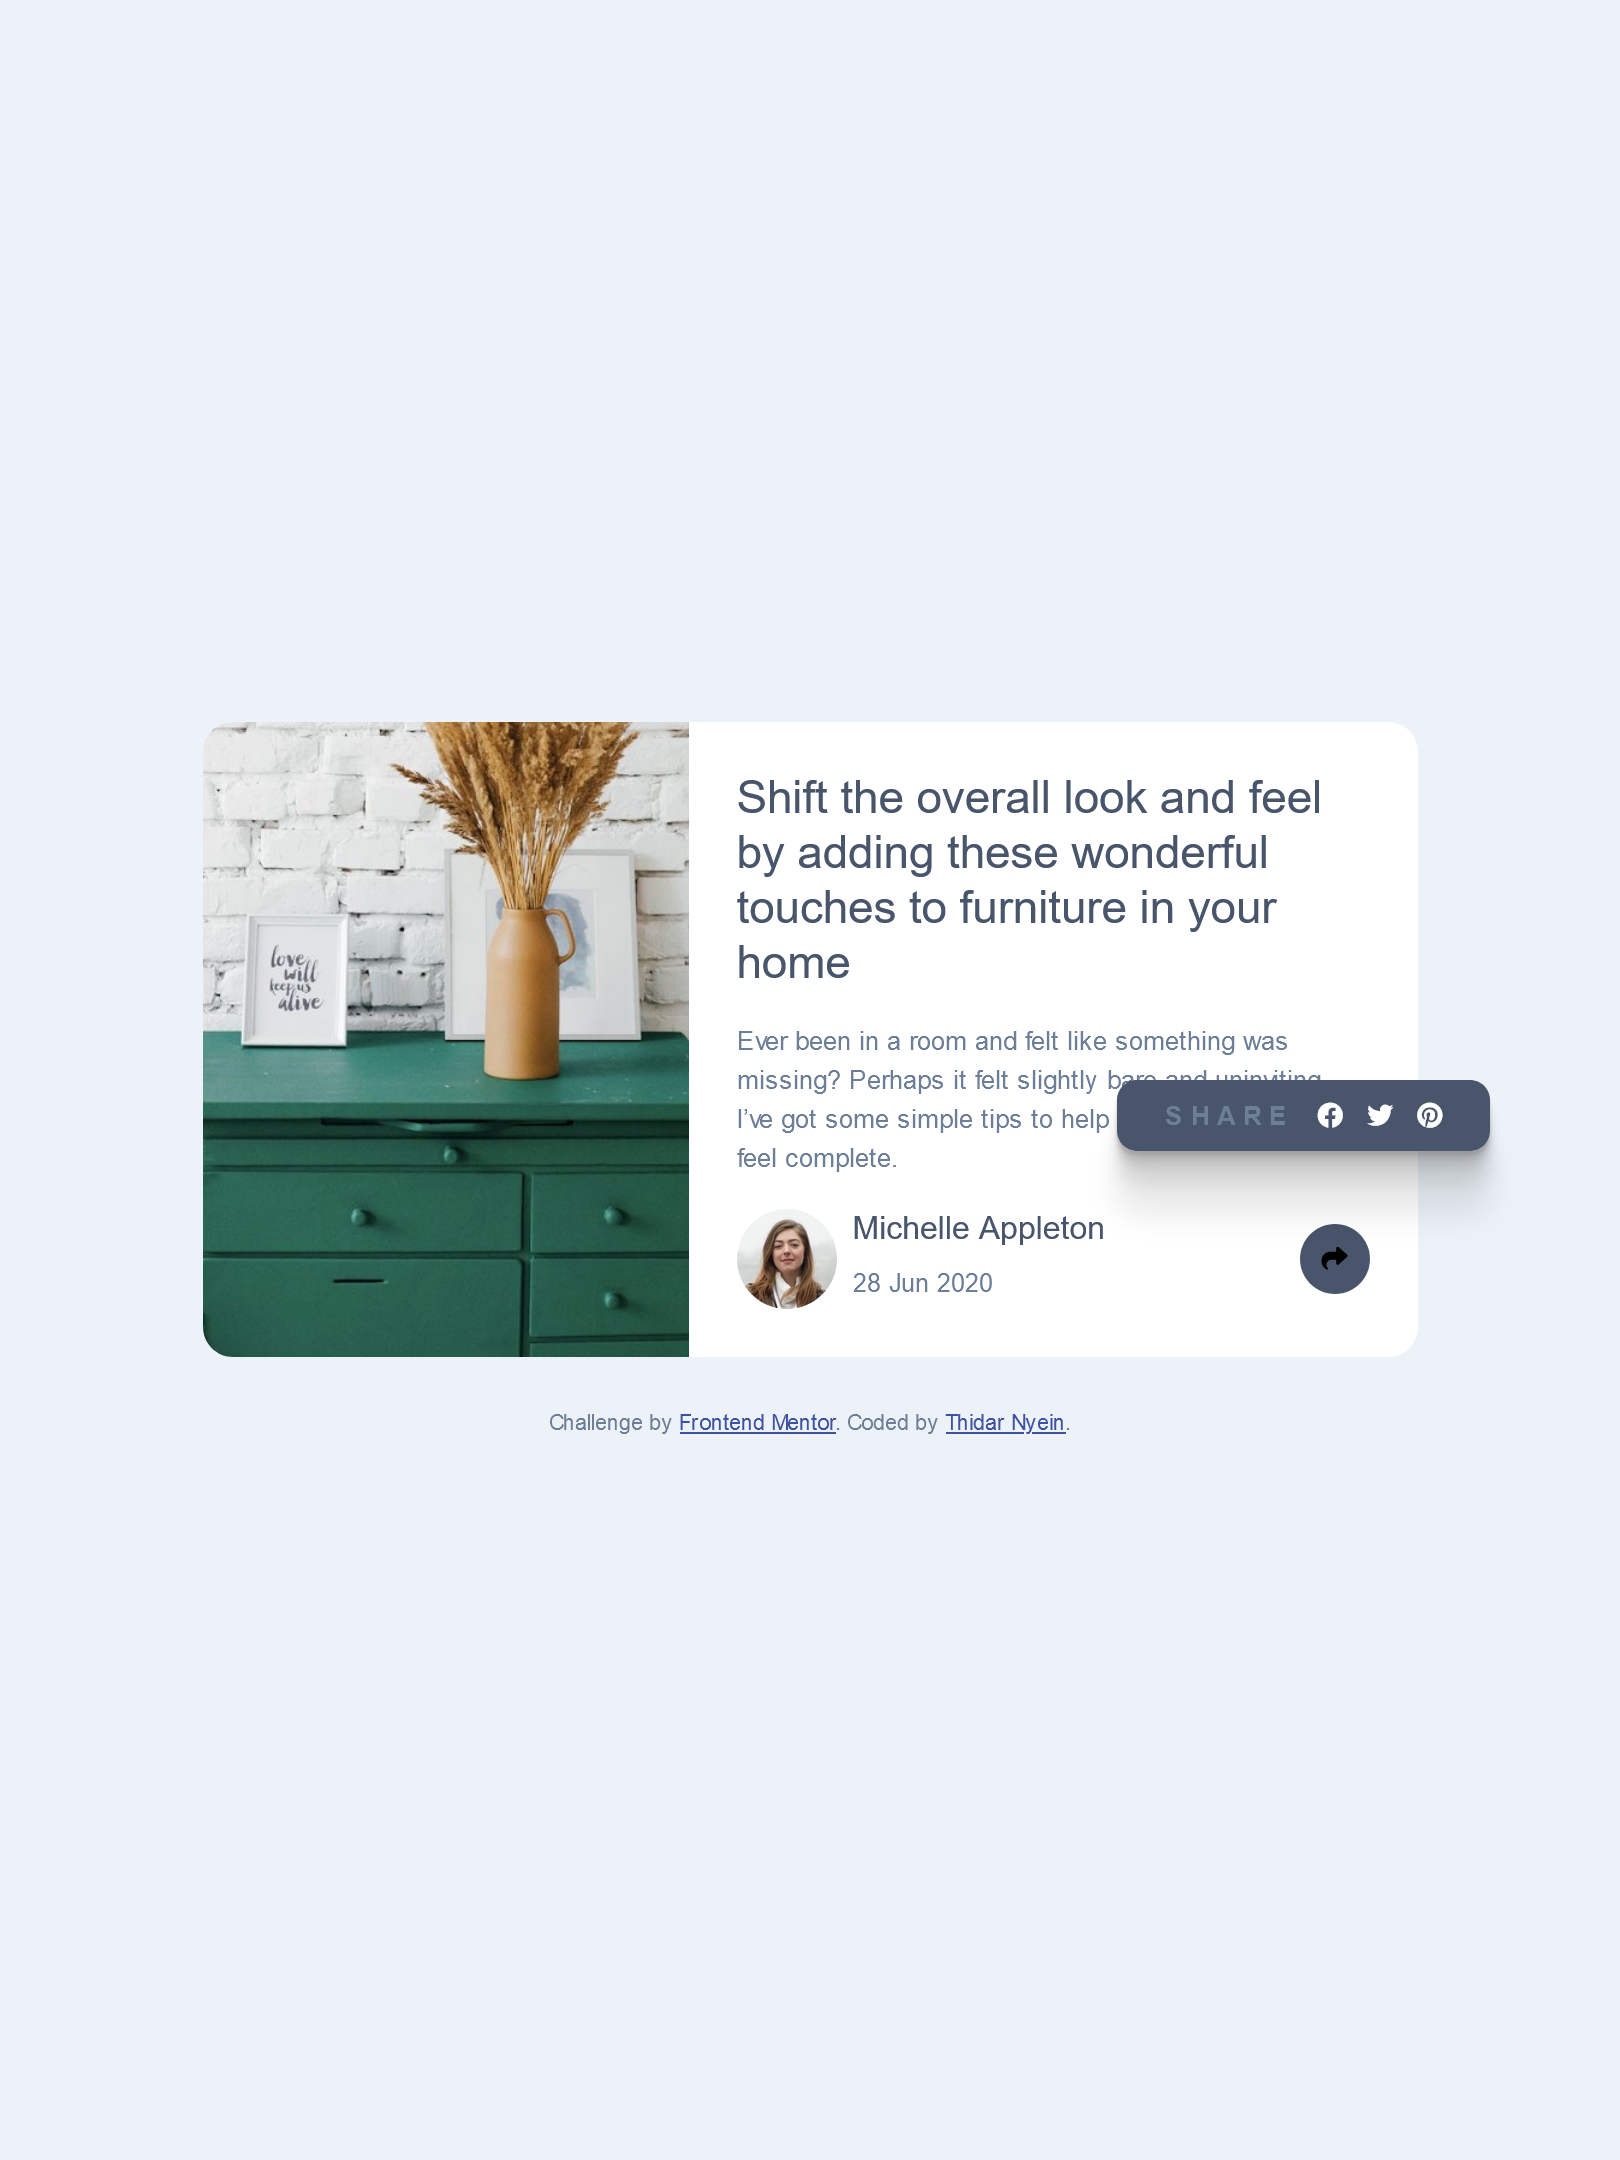 Shift the overall look and feel
by adding these wonderful
touches to furniture in your
home
Ever been in a room and felt like something was
missing? Perhaps it felt slightly bare and uninviting
I’ve got some simple tips to help
feel complete.
SHARE
Michelle Appleton
28 Jun 2020
love
will
keep us
alive
Challenge by Frontend Mentor. Coded by Thidar Nyein.